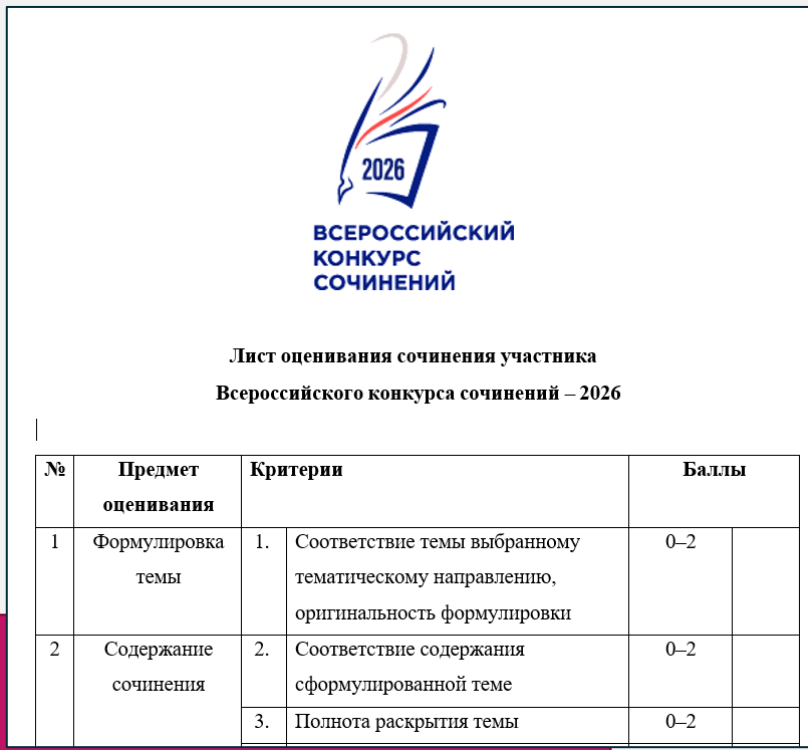 2026
ВСЕРОССИЙСКИЙ
КОНКУРС
СОЧИНЕНИЙ
Лист оценивания сочинения участника
Всероссийского конкурса сочинений – 2026
№ Предмет оценивания Критерии Баллы
1 Формулировка темы 1. Соответствие темы выбранному
тематическому направлению,
оригинальность формулировки 0–2
2 Содержание сочинения 2. Соответствие содержания
сформулированной теме 0–2
3. Полнота раскрытия темы 0–2